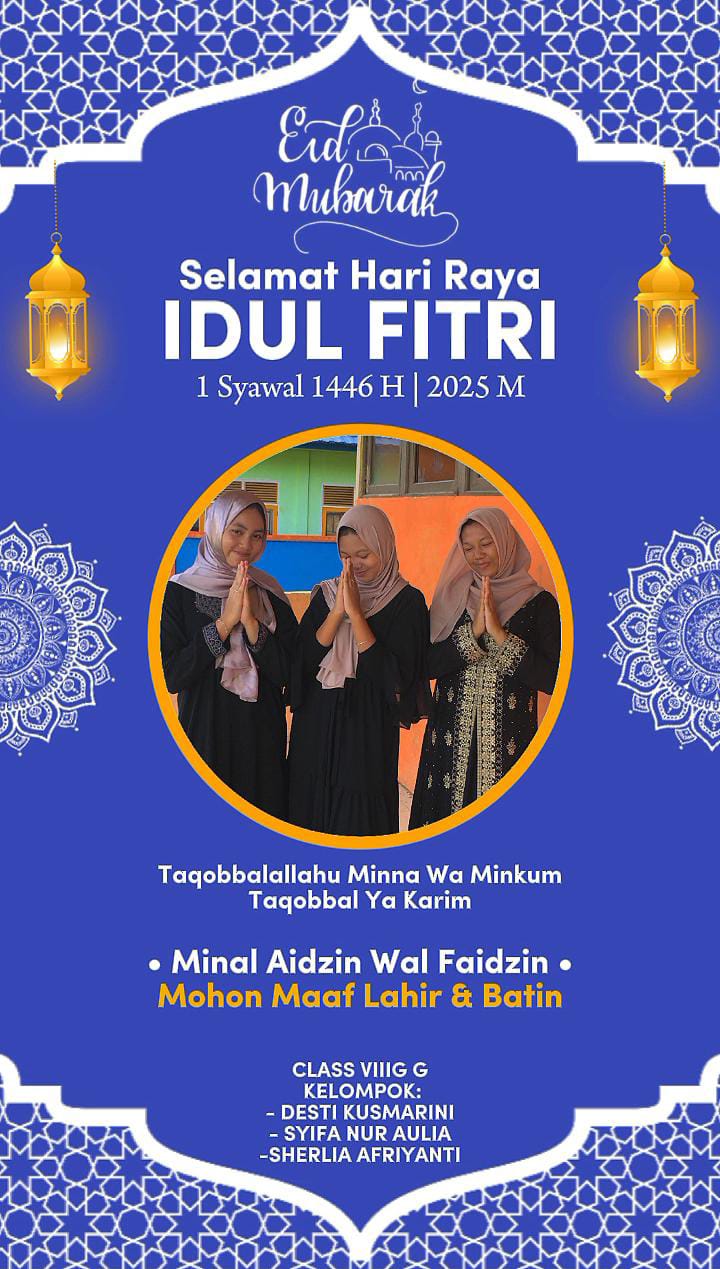 Eid
Mubarak
Selamat Hari Raya
IDUL FITRI
1 Syawal 1446 H | 2025 M
Taqobbalallahu Minna Wa Minkum
Taqobbal Ya Karim
• Minal Aidzin Wal Faidzin •
Mohon Maaf Lahir & Batin
CLASS VIIIG G
KELOMPOK:
- DESTI KUSMARINI
- SYIFA NUR AULIA
-SHERLIA AFRIYANTI